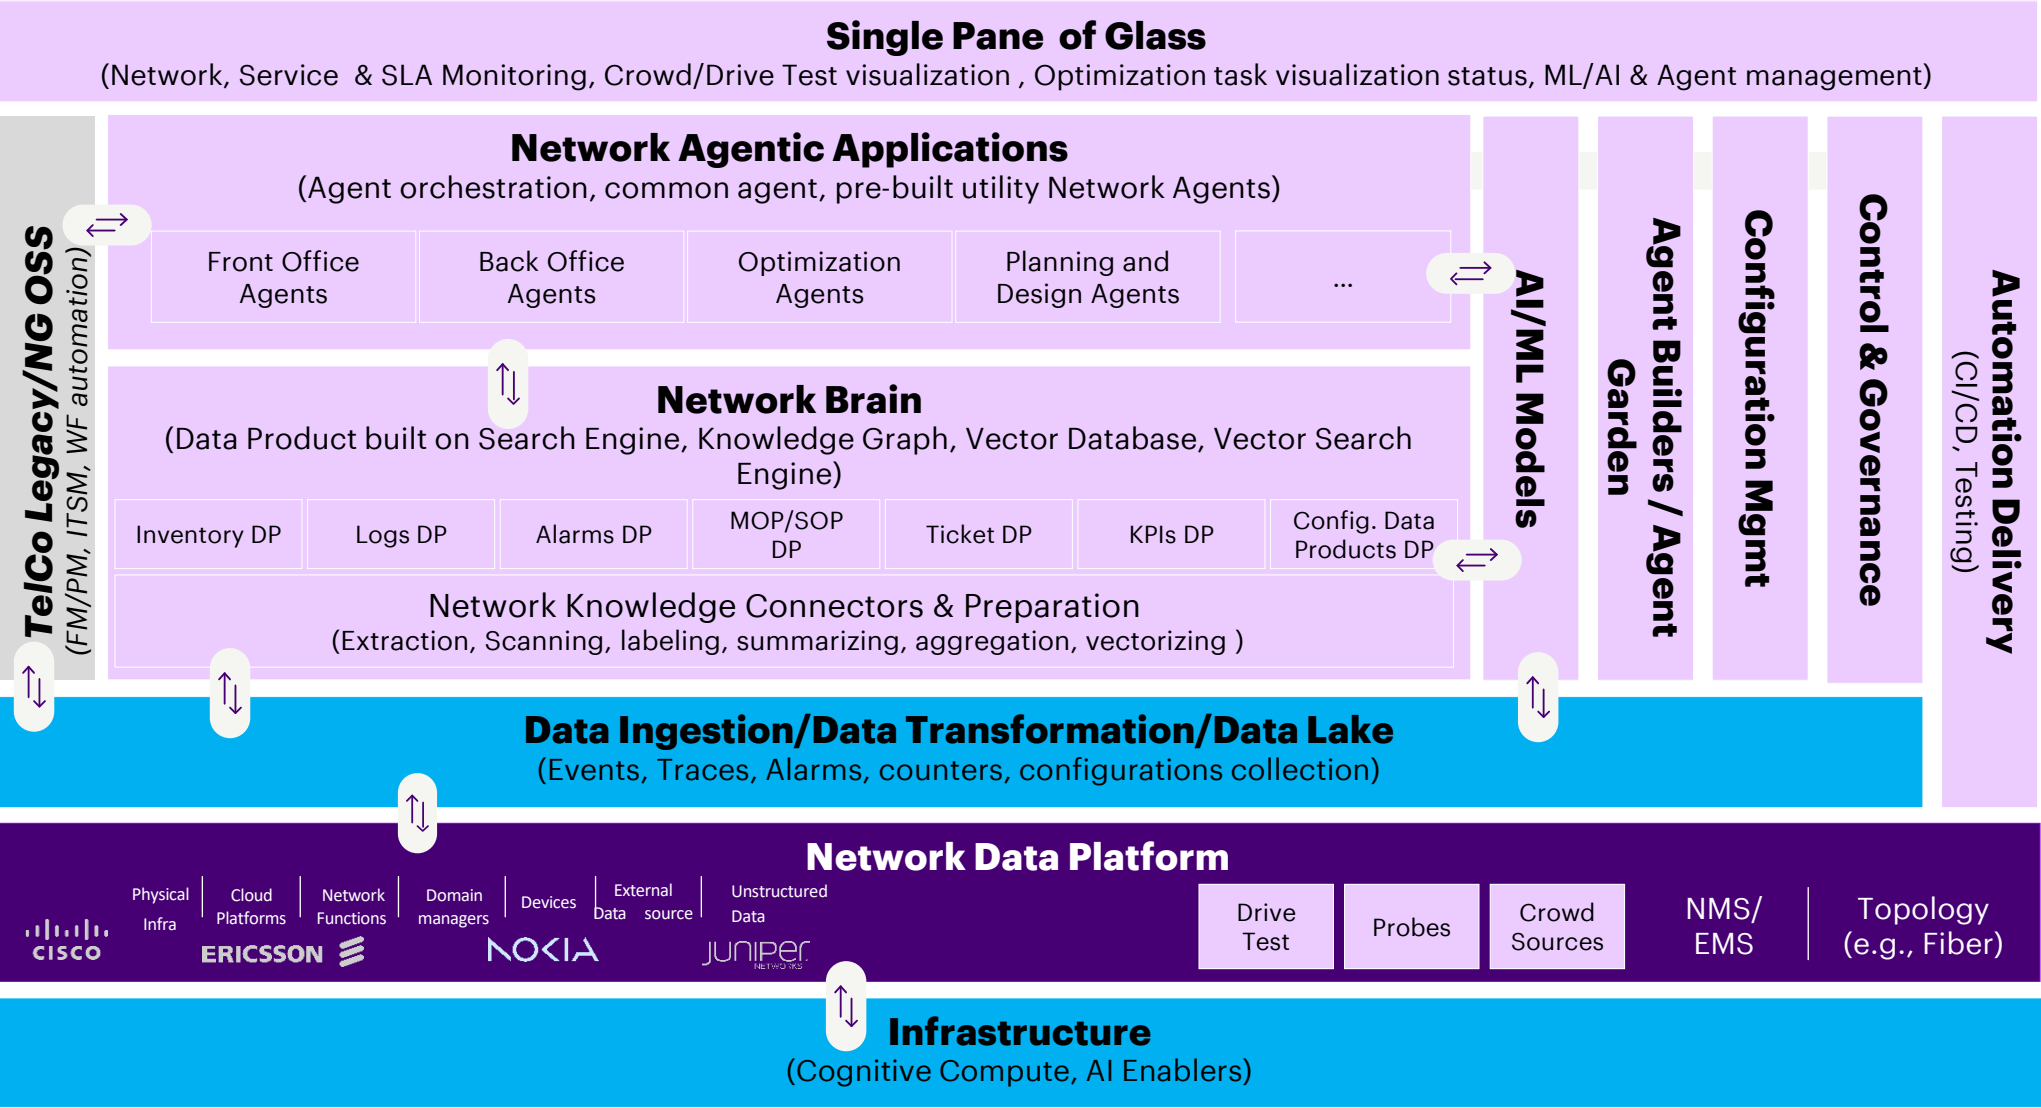 Single Pane of Glass
(Network, Service & SLA Monitoring, Crowd/Drive Test visualization , Optimization task visualization status, ML/AI & Agent management)
TelCo Legacy/NG OSS
(FM/PM, ITSM, WF automation)
Network Agentic Applications
(Agent orchestration, common agent, pre-built utility Network Agents)
Front Office
Agents
Back Office
Agents
Optimization
Agents
Planning and
Design Agents
...
Network Brain
(Data Product built on Search Engine, Knowledge Graph, Vector Database, Vector Search
Engine)
Inventory DP
Logs DP
Alarms DP
MOP/SOP
DP
Ticket DP
KPIs DP
Config. Data
Products DP
Network Knowledge Connectors & Preparation
(Extraction, Scanning, labeling, summarizing, aggregation, vectorizing )
AI/ML Models
Agent Builders / Agent
Garden
Configuration Mgmt
Control & Governance
Automation Delivery
(CI/CD, Testing)
Data Ingestion/Data Transformation/Data Lake
(Events, Traces, Alarms, counters, configurations collection)
Network Data Platform
Physical
Infra
Cloud
Platforms
Network
Functions
Domain
managers
Devices
External
Data source
Unstructured
Data
CISCO
ERICSSON
NOKIA
JUNIPER
NETWORKS
Drive
Test
Probes
Crowd
Sources
NMS/
EMS
Topology
(e.g., Fiber)
Infrastructure
(Cognitive Compute, AI Enablers)